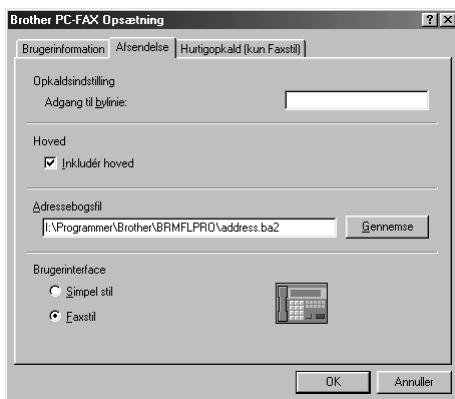 Brother PC-FAX Opsætning
Brugerinformation Afsendelse Hurtigopkald (kun Faxstil)
Opkaldsindstilling
Adgang til bylinie:
Hoved
Inkludér hoved
Adressebogsfil
I:\Programmer\Brother\BRMFLPRO\address.ba2 Gennemse
Brugerinterface
Simpel stil
Faxstil
OK Annuller